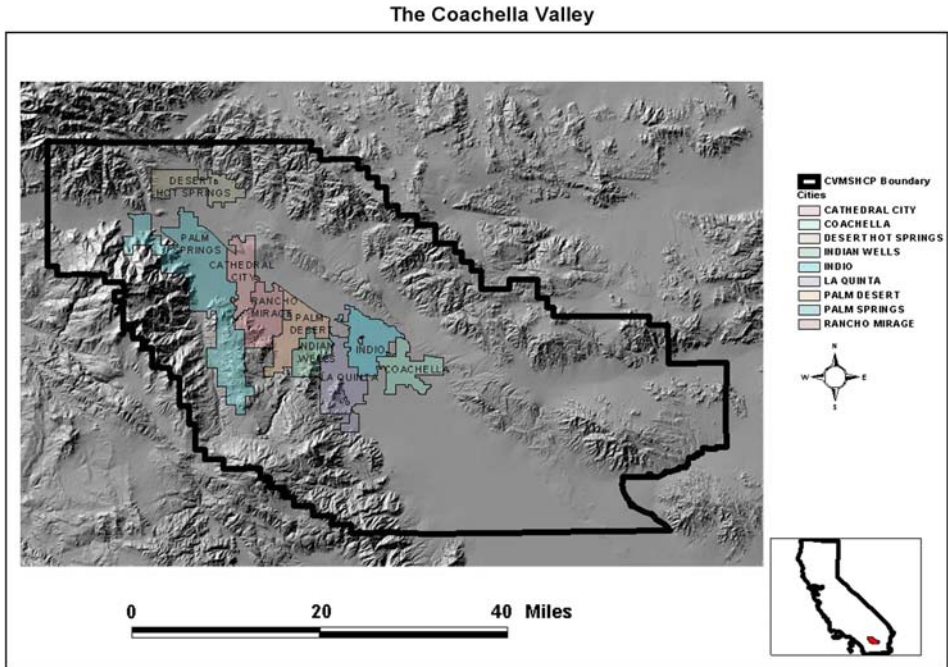 The Coachella Valley
DESERT
HOT SPRINGS
PALM
SPRINGS
CATHEDRAL
CITY
RANCHO
MIRAGE
PALM
DESERT
INDIAN
WELLS
INDIO
LA QUINTA
COACHELL
CVMSHCP Boundary
Cities
CATHEDRAL CITY
COACHELLA
DESERT HOT SPRINGS
INDIAN WELLS
INDIO
LA QUINTA
PALM DESERT
PALM SPRINGS
RANCHO MIRAGE
N
W E
S
0 20 40 Miles